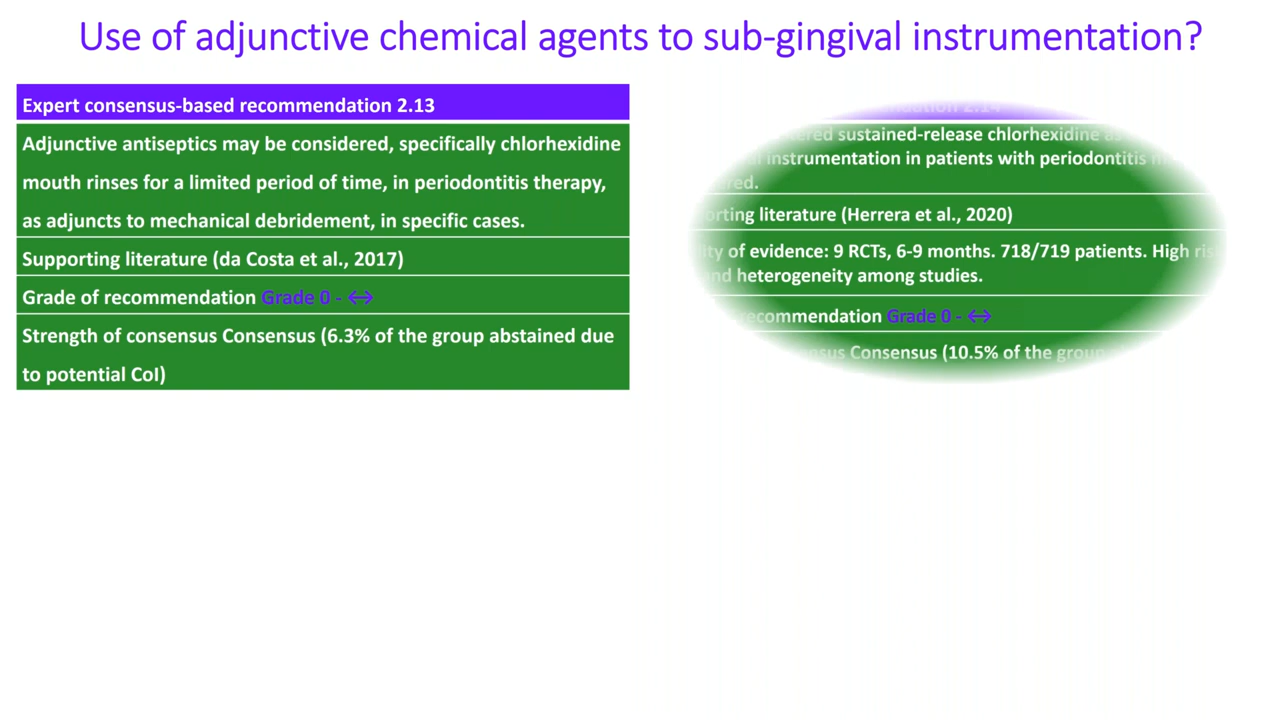 Use of adjunctive chemical agents to sub-gingival instrumentation?
Expert consensus-based recommendation 2.13
Adjunctive antiseptics may be considered, specifically chlorhexidine
mouth rinses for a limited period of time, in periodontitis therapy,
as adjuncts to mechanical debridement, in specific cases.
Supporting literature (da Costa et al., 2017)
Grade of recommendation Grade 0 - ↔
Strength of consensus Consensus (6.3% of the group abstained due
to potential CoI)
2.14
sustained-release chlorhexidine as
instrumentation in patients with periodontitis
literature (Herrera et al., 2020)
of evidence: 9 RCTs, 6-9 months. 718/719 patients. High
heterogeneity among studies.
Grade 0 - ↔
Consensus (10.5% of the group